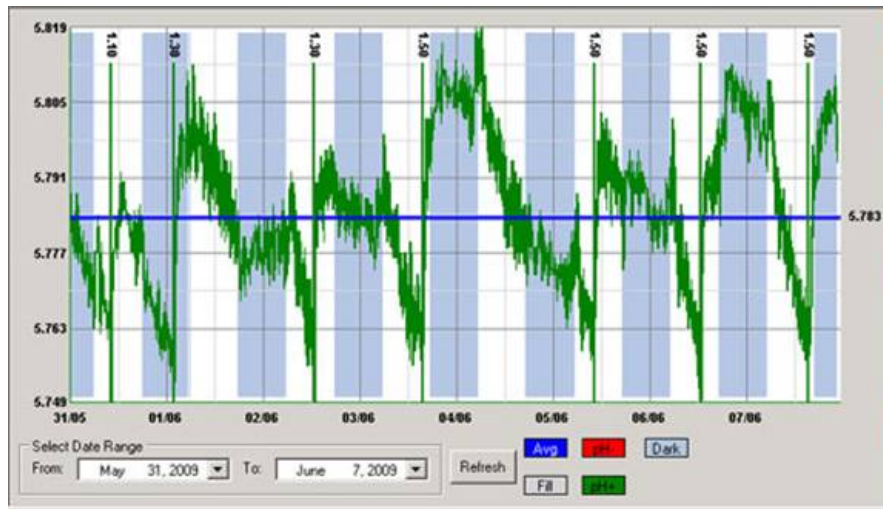 5.819
1.10
1.30
1.30
1.50
1.50
1.50
1.50
5.805
5.791
5.783
5.777
5.763
5.749
31/05 01/06 02/06 03/06 04/06 05/06 06/06 07/06
Select Date Range
From: May 31, 2009 To: June 7, 2009 Refresh
Avg pH- Dark
Fill pH+